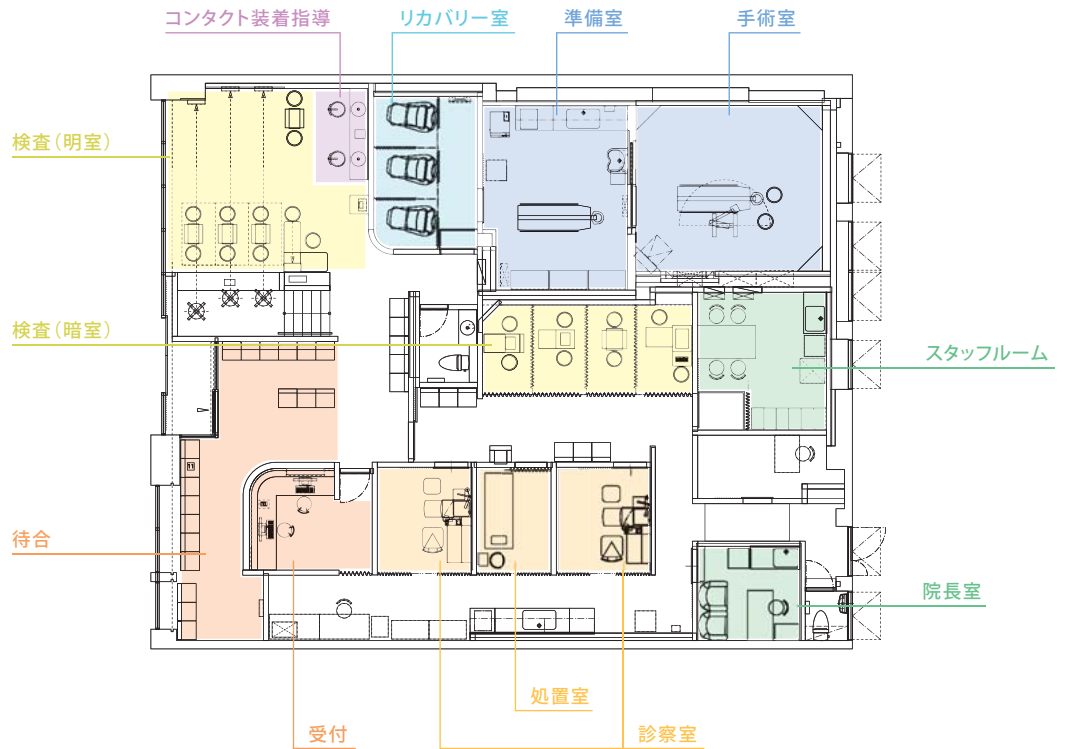 コンタクト装着指導
リカバリー室
準備室
手術室
検査（明室）
検査（暗室）
スタッフルーム
待合
院長室
処置室
受付
診察室